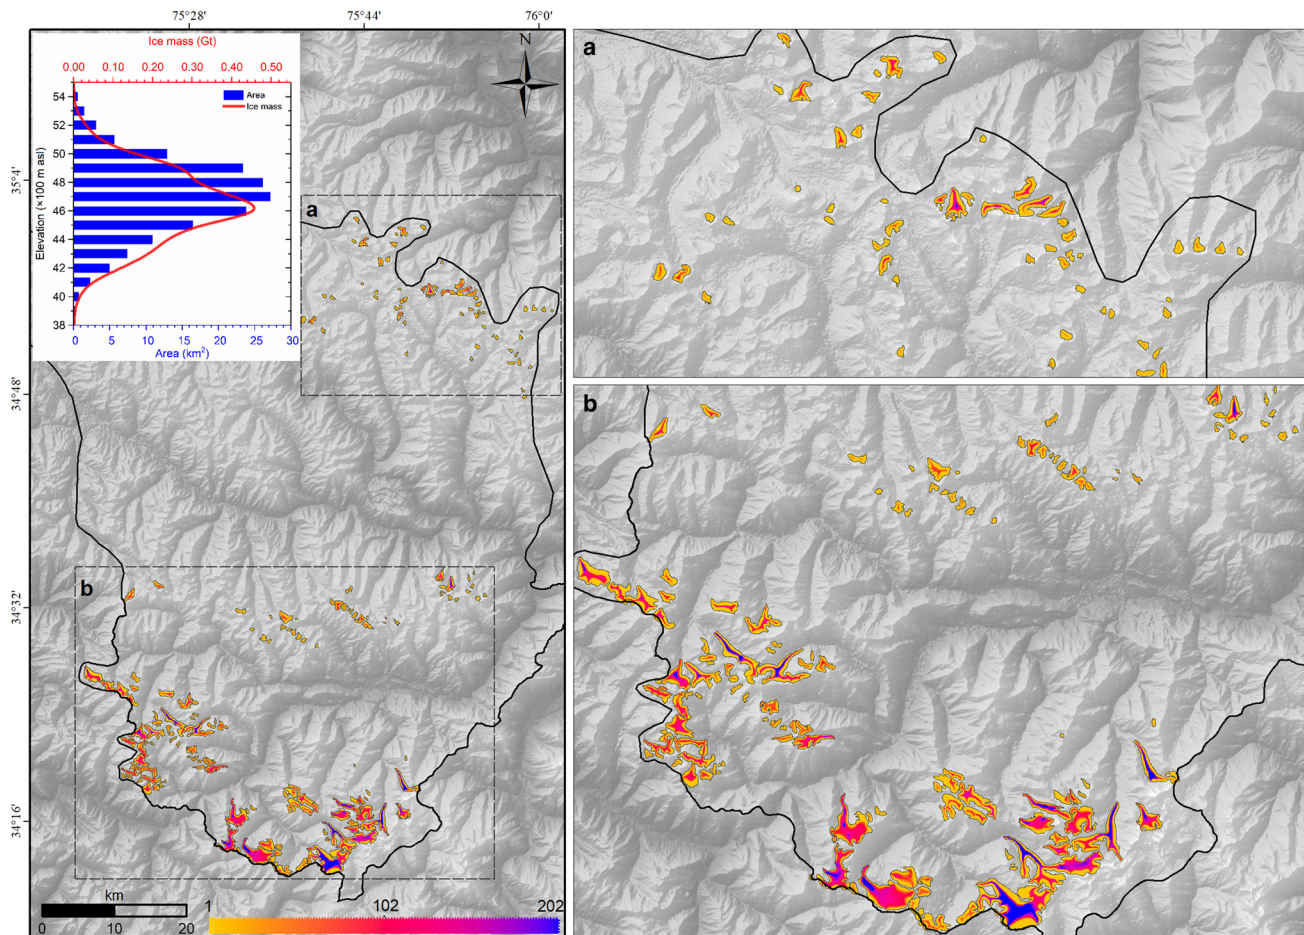 75°28' 75°44' 76°0'
Ice mass (Gt)
0.00 0.10 0.20 0.30 0.40 0.50
Area
Ice mass
54
52
50
48
46
44
42
40
38
Elevation (×100 m asl)
0 5 10 15 20 25 30
Area (km²)
N
35°4'
34°48'
34°32'
34°16'
a
b
km
0 10 20
1 102 202
a
b